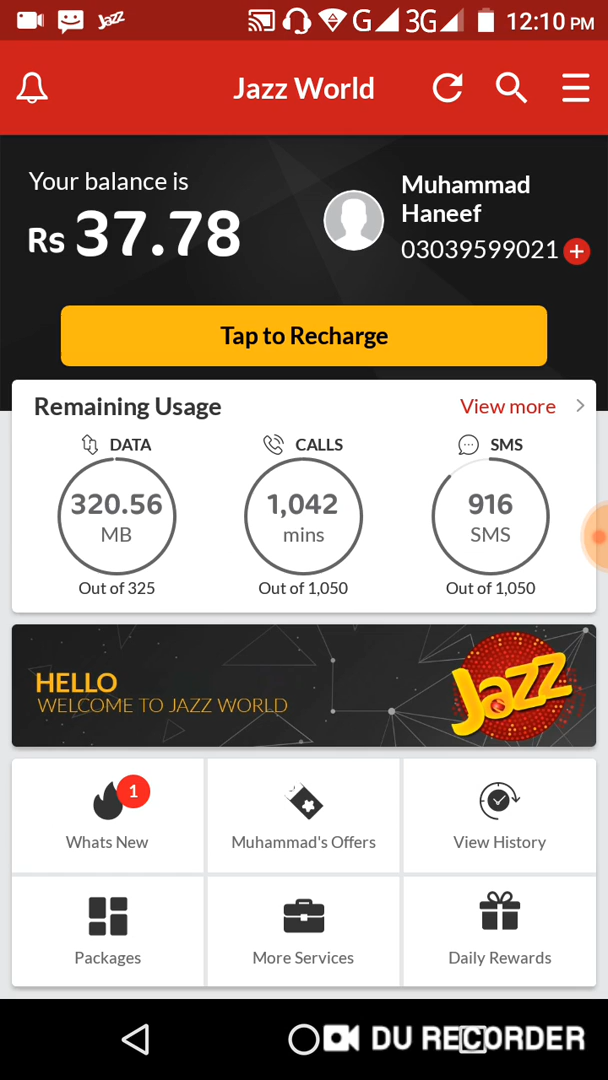 Jazz
G 3G 12:10 PM
Jazz World
Your balance is
Rs 37.78
Muhammad
Haneef
03039599021
Tap to Recharge
Remaining Usage
View more
DATA
320.56
MB
Out of 325
CALLS
1,042
mins
Out of 1,050
SMS
916
SMS
Out of 1,050
HELLO
WELCOME TO JAZZ WORLD
Jazz
1
Whats New
Muhammad's Offers
View History
Packages
More Services
Daily Rewards
DU RECORDER